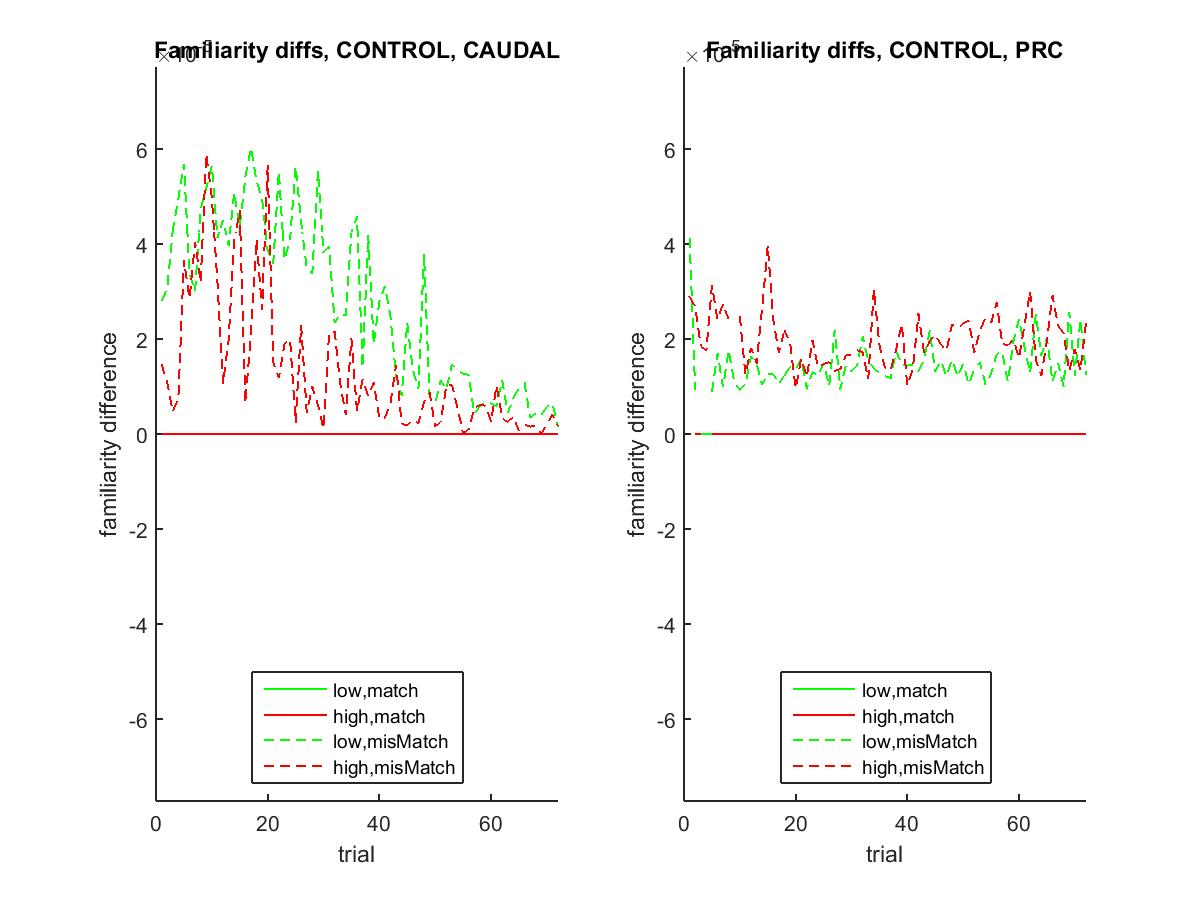 Familiarity diffs, CONTROL, CAUDAL
6
4
2
0
-2
-4
-6
familiarity difference
low,match
high,match
low,misMatch
high,misMatch
0 20 40 60
trial
Familiarity diffs, CONTROL, PRC
× 10-5
6
4
2
0
-2
-4
-6
familiarity difference
low,match
high,match
low,misMatch
high,misMatch
0 20 40 60
trial